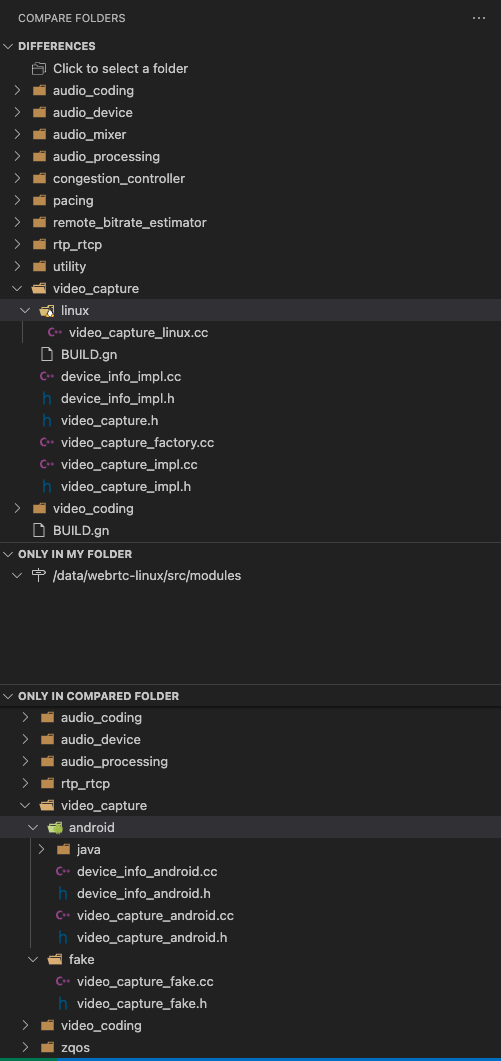 COMPARE FOLDERS
DIFFERENCES
Click to select a folder
audio_coding
audio_device
audio_mixer
audio_processing
congestion_controller
pacing
remote_bitrate_estimator
rtp_rtcp
utility
video_capture
linux
C++ video_capture_linux.cc
BUILD.gn
C++ device_info_impl.cc
h device_info_impl.h
h video_capture.h
C++ video_capture_factory.cc
C++ video_capture_impl.cc
h video_capture_impl.h
video_coding
BUILD.gn
ONLY IN MY FOLDER
/data/webrtc-linux/src/modules
ONLY IN COMPARED FOLDER
audio_coding
audio_device
audio_processing
rtp_rtcp
video_capture
android
java
C++ device_info_android.cc
h device_info_android.h
C++ video_capture_android.cc
h video_capture_android.h
fake
C++ video_capture_fake.cc
h video_capture_fake.h
video_coding
zqos